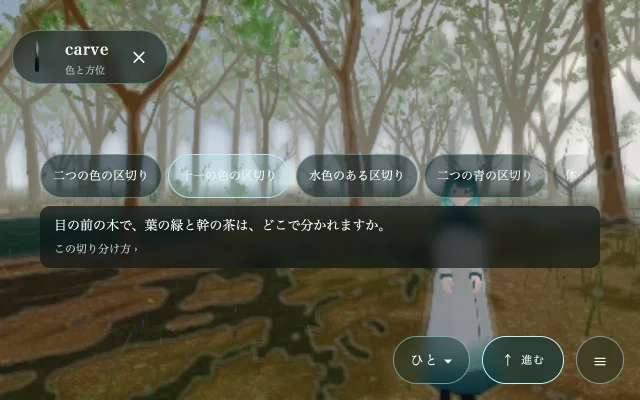 carve
色と方位
二つの色の区切り
十一の色の区切り
水色のある区切り
二つの青の区切り
体
目の前の木で、葉の緑と幹の茶は、どこで分かれますか。
この切り分け方 ›
ひと
↑ 進む